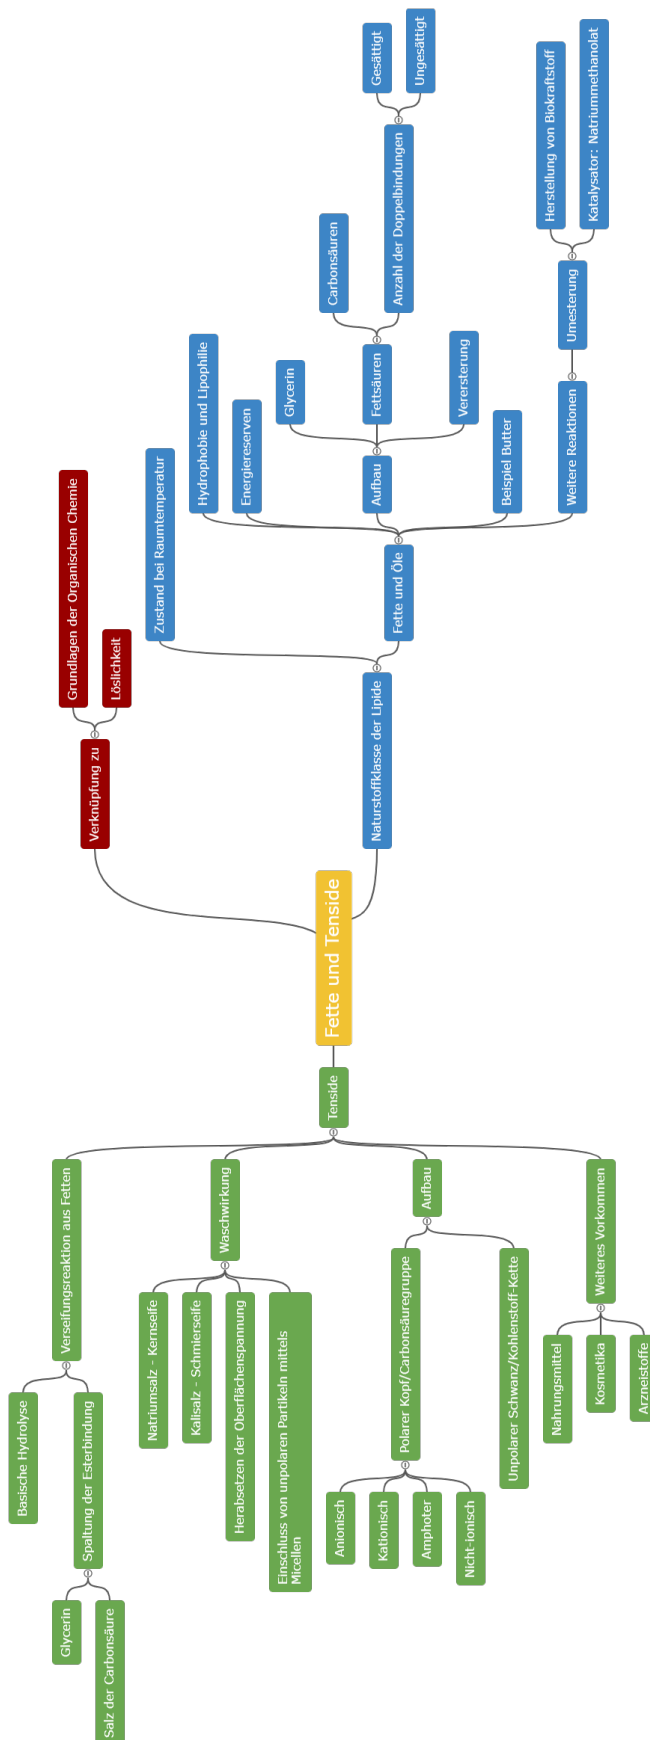 Fette und Tenside
Verknüpfung zu
Grundlagen der Organischen Chemie
Löslichkeit
Naturstoffklasse der Lipide
Zustand bei Raumtemperatur
Fette und Öle
Hydrophobie und Lipophilie
Energiereserven
Aufbau
Glycerin
Fettsäuren
Carbonsäuren
Anzahl der Doppelbindungen
Gesättigt
Ungesättigt
Verersterung
Beispiel Butter
Weitere Reaktionen
Umesterung
Herstellung von Biokraftstoff
Katalysator: Natriummethanolat
Tenside
Verseifungsreaktion aus Fetten
Basische Hydrolyse
Spaltung der Esterbindung
Glycerin
Salz der Carbonsäure
Waschwirkung
Natriumsalz - Kernseife
Kalisalz - Schmierseife
Herabsetzen der Oberflächenspannung
Einschluss von unpolaren Partikeln mittels
Micellen
Aufbau
Polarer Kopf/Carbonsäuregruppe
Anionisch
Kationisch
Amphoter
Nicht-ionisch
Unpolarer Schwanz/Kohlenstoff-Kette
Weiteres Vorkommen
Nahrungsmittel
Kosmetika
Arzneistoffe